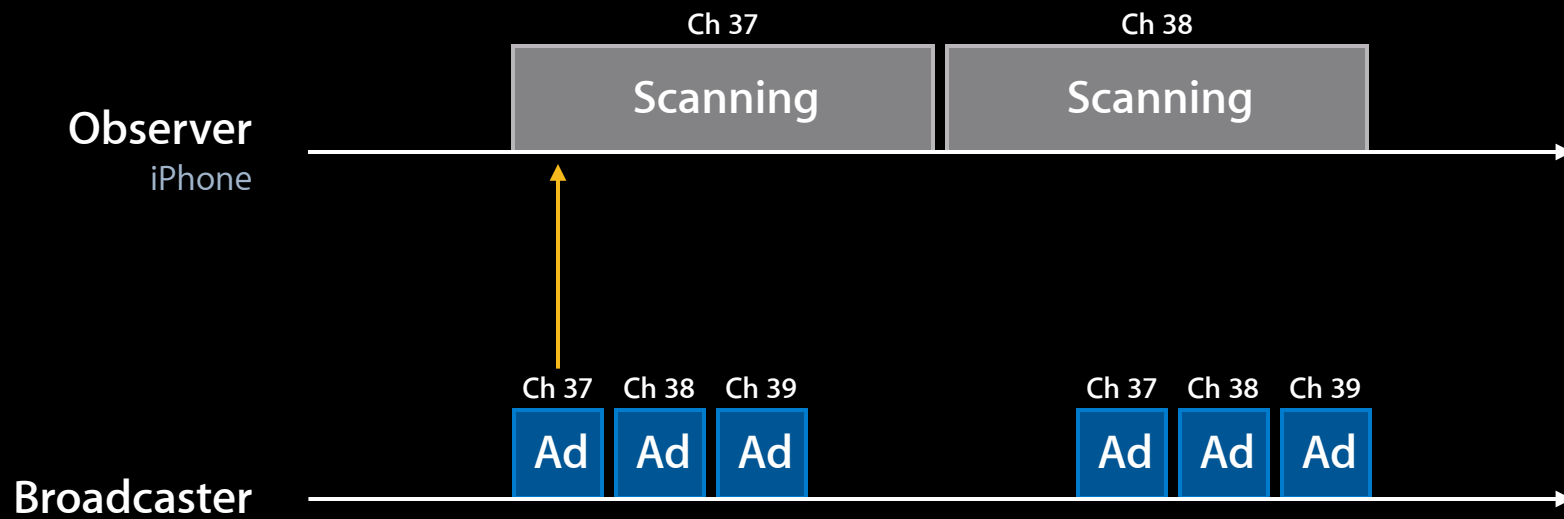 Ch 37
Ch 38
Scanning
Scanning
Observer
iPhone
Ch 37
Ch 38
Ch 39
Ch 37
Ch 38
Ch 39
Ad
Ad
Ad
Ad
Ad
Ad
Broadcaster